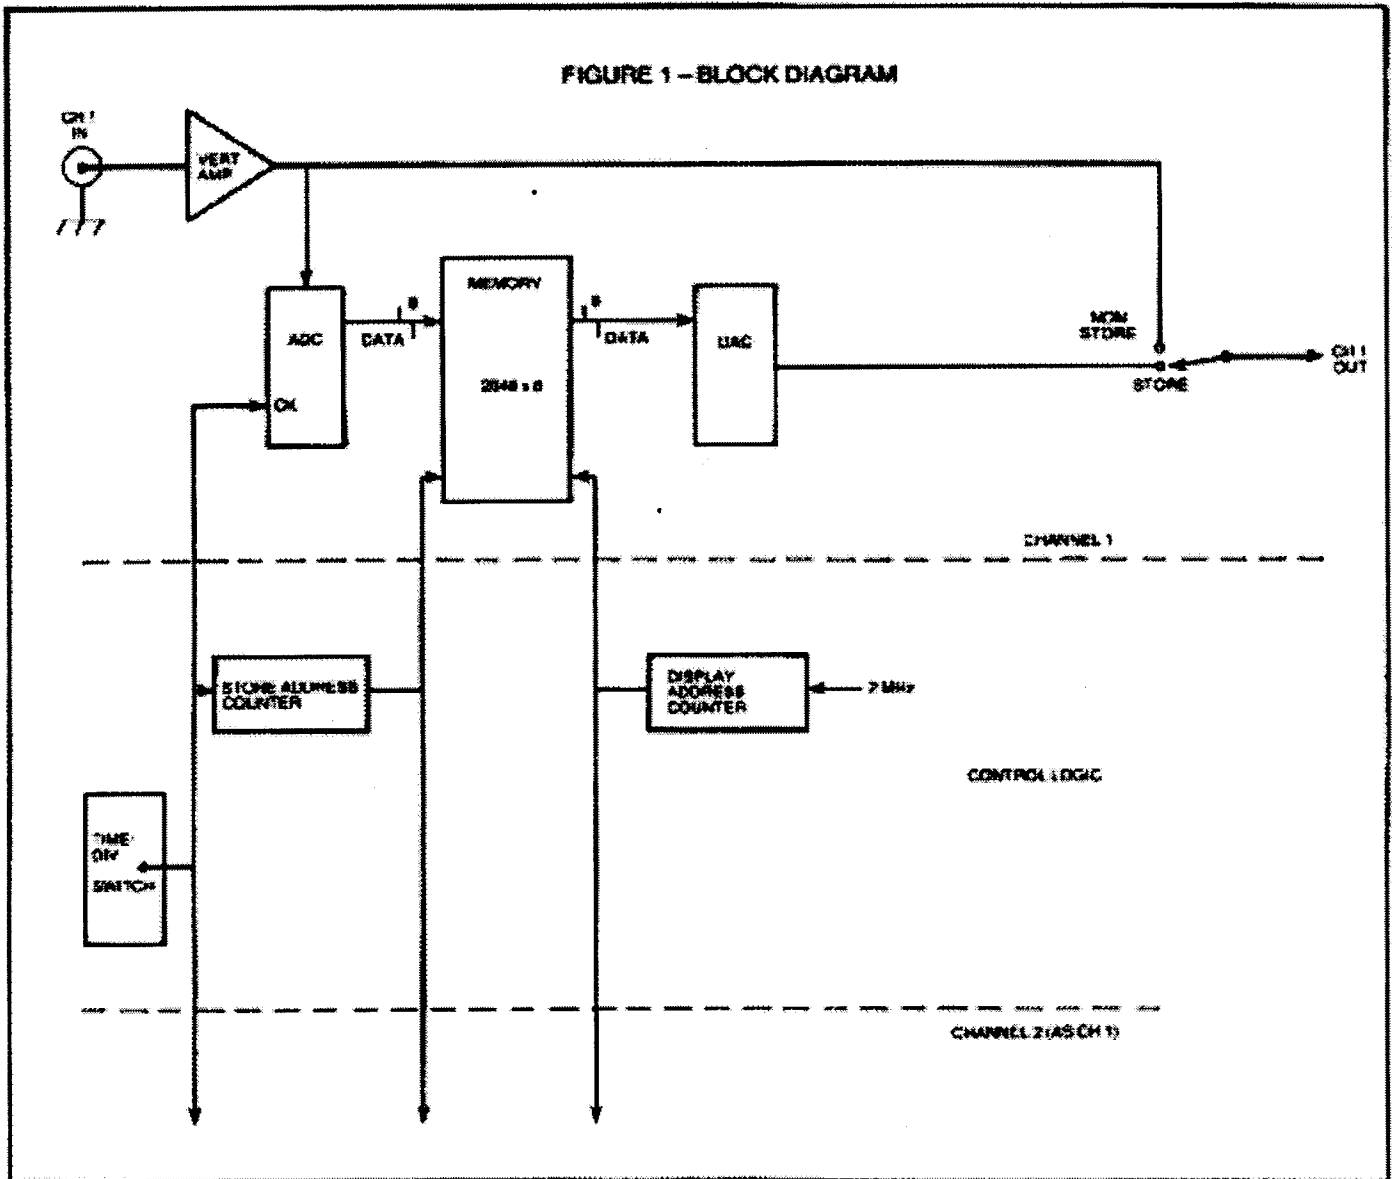 FIGURE 1 – BLOCK DIAGRAM
CH 1
IN
VERT
AMP
ADC
CK
8
DATA
MEMORY
2048 x 8
8
DATA
DAC
NON
STORE
STORE
CH 1
OUT
CHANNEL 1
STORE ADDRESS
COUNTER
DISPLAY
ADDRESS
COUNTER
2 MHz
CONTROL LOGIC
TIME/
DIV
SWITCH
CHANNEL 2 (AS CH 1)